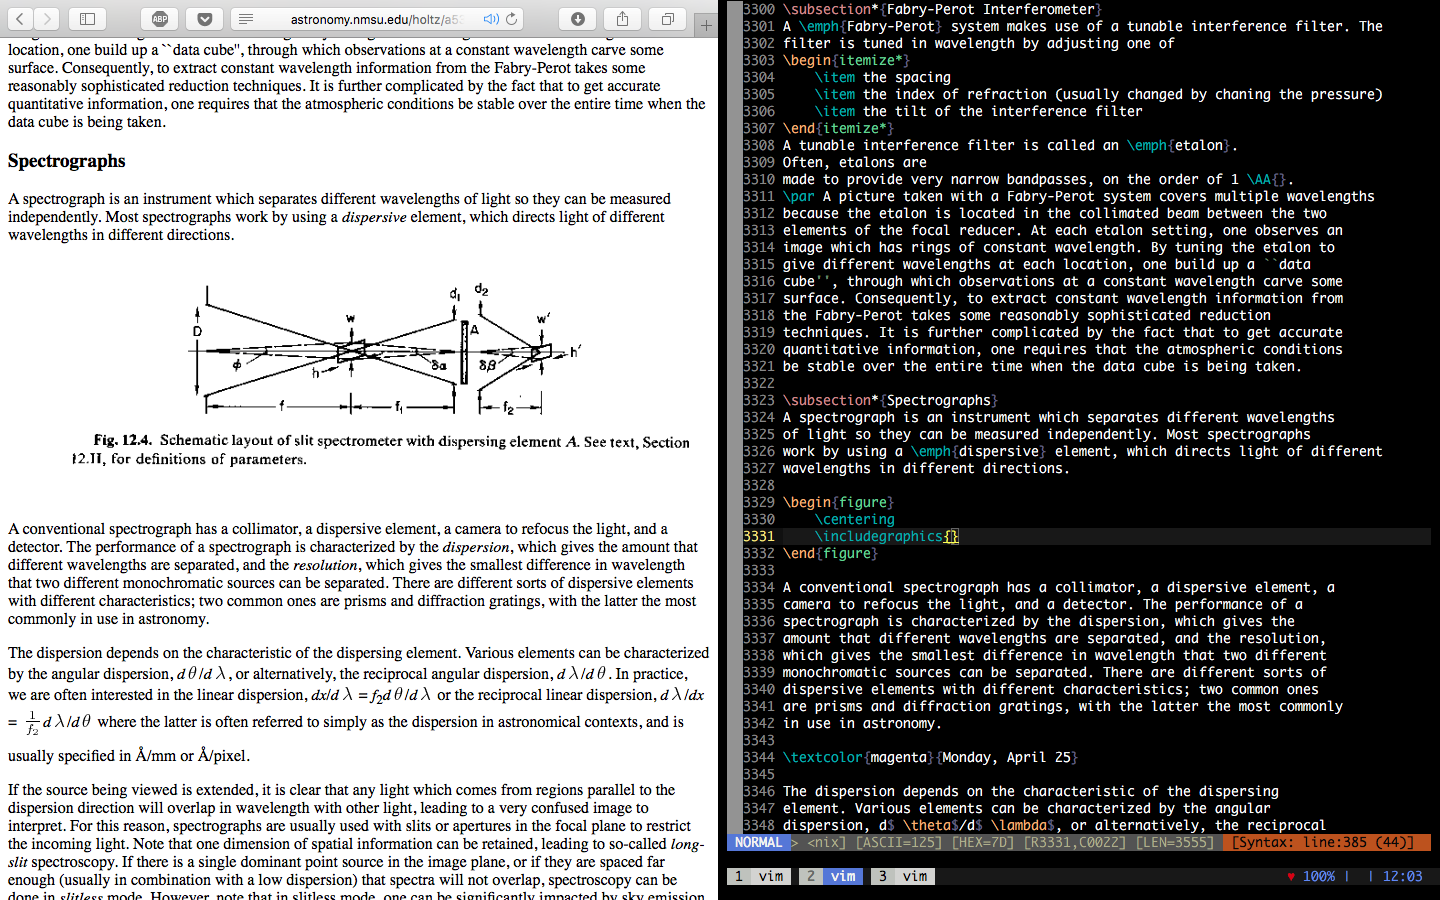 ABP
astronomy.nmsu.edu/holtz/a53
location, one build up a ``data cube'', through which observations at a constant wavelength carve some
surface. Consequently, to extract constant wavelength information from the Fabry-Perot takes some
reasonably sophisticated reduction techniques. It is further complicated by the fact that to get accurate
quantitative information, one requires that the atmospheric conditions be stable over the entire time when the
data cube is being taken.
Spectrographs
A spectrograph is an instrument which separates different wavelengths of light so they can be measured
independently. Most spectrographs work by using a dispersive element, which directs light of different
wavelengths in different directions.
d₁ d₂
w w'
D A
ϕ h δα δβ h'
f f₁ f₂
Fig. 12.4. Schematic layout of slit spectrometer with dispersing element A. See text, Section
12.II, for definitions of parameters.
A conventional spectrograph has a collimator, a dispersive element, a camera to refocus the light, and a
detector. The performance of a spectrograph is characterized by the dispersion, which gives the amount that
different wavelengths are separated, and the resolution, which gives the smallest difference in wavelength
that two different monochromatic sources can be separated. There are different sorts of dispersive elements
with different characteristics; two common ones are prisms and diffraction gratings, with the latter the most
commonly in use in astronomy.
The dispersion depends on the characteristic of the dispersing element. Various elements can be characterized
by the angular dispersion, dθ/dλ, or alternatively, the reciprocal angular dispersion, dλ/dθ. In practice,
we are often interested in the linear dispersion, dx/dλ = f₂dθ/dλ or the reciprocal linear dispersion, dλ/dx
= 1/f₂ dλ/dθ where the latter is often referred to simply as the dispersion in astronomical contexts, and is
usually specified in Å/mm or Å/pixel.
If the source being viewed is extended, it is clear that any light which comes from regions parallel to the
dispersion direction will overlap in wavelength with other light, leading to a very confused image to
interpret. For this reason, spectrographs are usually used with slits or apertures in the focal plane to restrict
the incoming light. Note that one dimension of spatial information can be retained, leading to so-called long-
slit spectroscopy. If there is a single dominant point source in the image plane, or if they are spaced far
enough (usually in combination with a low dispersion) that spectra will not overlap, spectroscopy can be
done in slitless mode. However, note that in slitless mode, one can be significantly impacted by sky emission
3300 \subsection*{Fabry-Perot Interferometer}
3301 A \emph{Fabry-Perot} system makes use of a tunable interference filter. The
3302 filter is tuned in wavelength by adjusting one of
3303 \begin{itemize*}
3304 \item the spacing
3305 \item the index of refraction (usually changed by chaning the pressure)
3306 \item the tilt of the interference filter
3307 \end{itemize*}
3308 A tunable interference filter is called an \emph{etalon}.
3309 Often, etalons are
3310 made to provide very narrow bandpasses, on the order of 1 \AA{}.
3311 \par A picture taken with a Fabry-Perot system covers multiple wavelengths
3312 because the etalon is located in the collimated beam between the two
3313 elements of the focal reducer. At each etalon setting, one observes an
3314 image which has rings of constant wavelength. By tuning the etalon to
3315 give different wavelengths at each location, one build up a ``data
3316 cube'', through which observations at a constant wavelength carve some
3317 surface. Consequently, to extract constant wavelength information from
3318 the Fabry-Perot takes some reasonably sophisticated reduction
3319 techniques. It is further complicated by the fact that to get accurate
3320 quantitative information, one requires that the atmospheric conditions
3321 be stable over the entire time when the data cube is being taken.
3322
3323 \subsection*{Spectrographs}
3324 A spectrograph is an instrument which separates different wavelengths
3325 of light so they can be measured independently. Most spectrographs
3326 work by using a \emph{dispersive} element, which directs light of different
3327 wavelengths in different directions.
3328
3329 \begin{figure}
3330 \centering
3331 \includegraphics{}
3332 \end{figure}
3333
3334 A conventional spectrograph has a collimator, a dispersive element, a
3335 camera to refocus the light, and a detector. The performance of a
3336 spectrograph is characterized by the dispersion, which gives the
3337 amount that different wavelengths are separated, and the resolution,
3338 which gives the smallest difference in wavelength that two different
3339 monochromatic sources can be separated. There are different sorts of
3340 dispersive elements with different characteristics; two common ones
3341 are prisms and diffraction gratings, with the latter the most commonly
3342 in use in astronomy.
3343
3344 \textcolor{magenta}{Monday, April 25}
3345
3346 The dispersion depends on the characteristic of the dispersing
3347 element. Various elements can be characterized by the angular
3348 dispersion, d$ \theta$/d$ \lambda$, or alternatively, the reciprocal
NORMAL > <nix] [ASCII=125] [HEX=7D] [R3331,C0022] [LEN=3555] [Syntax: line:385 (44)]
1 vim 2 vim 3 vim ♥ 100% | | 12:03